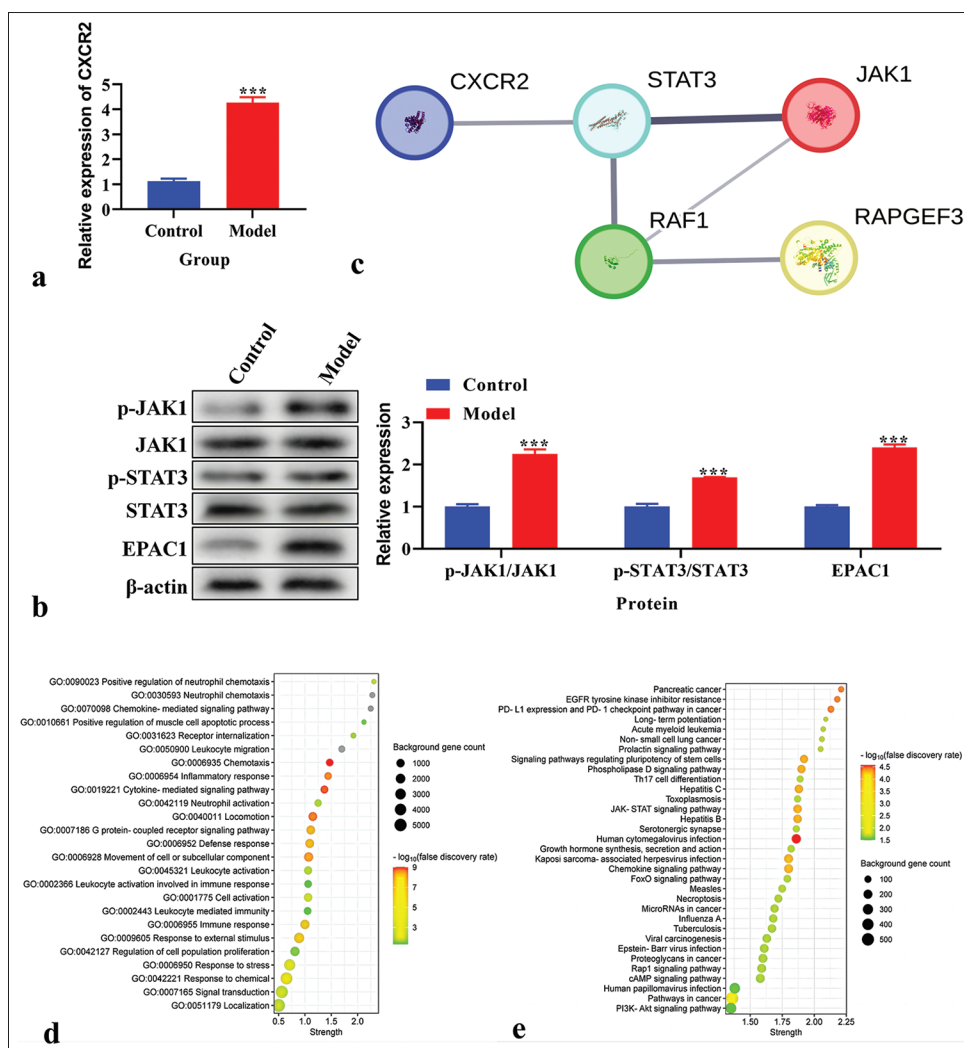 Relative expression of CXCR2
5
4
3
2
1
0
***
Control Model
Group
a
CXCR2
STAT3
JAK1
RAF1
RAPGEF3
c
Control
Model
p-JAK1
JAK1
p-STAT3
STAT3
EPAC1
β-actin
b
Control
Model
Relative expression
3
2
1
0
***
***
***
p-JAK1/JAK1
p-STAT3/STAT3
EPAC1
Protein
GO:0090023 Positive regulation of neutrophil chemotaxis
GO:0030593 Neutrophil chemotaxis
GO:0070098 Chemokine- mediated signaling pathway
GO:0010661 Positive regulation of muscle cell apoptotic process
GO:0031623 Receptor internalization
GO:0050900 Leukocyte migration
GO:0006935 Chemotaxis
GO:0006954 Inflammatory response
GO:0019221 Cytokine- mediated signaling pathway
GO:0042119 Neutrophil activation
GO:0040011 Locomotion
GO:0007186 G protein- coupled receptor signaling pathway
GO:0006952 Defense response
GO:0006928 Movement of cell or subcellular component
GO:0045321 Leukocyte activation
GO:0002366 Leukocyte activation involved in immune response
GO:0001775 Cell activation
GO:0002443 Leukocyte mediated immunity
GO:0006955 Immune response
GO:0009605 Response to external stimulus
GO:0042127 Regulation of cell population proliferation
GO:0006950 Response to stress
GO:0042221 Response to chemical
GO:0007165 Signal transduction
GO:0051179 Localization
0.5 1.0 1.5 2.0
Strength
Background gene count
1000
2000
3000
4000
5000
- log10(false discovery rate)
9
7
5
3
d
Pancreatic cancer
EGFR tyrosine kinase inhibitor resistance
PD- L1 expression and PD- 1 checkpoint pathway in cancer
Long- term potentiation
Acute myeloid leukemia
Non- small cell lung cancer
Prolactin signaling pathway
Signaling pathways regulating pluripotency of stem cells
Phospholipase D signaling pathway
Th17 cell differentiation
Hepatitis C
Toxoplasmosis
JAK- STAT signaling pathway
Hepatitis B
Serotonergic synapse
Human cytomegalovirus infection
Growth hormone synthesis, secretion and action
Kaposi sarcoma- associated herpesvirus infection
Chemokine signaling pathway
FoxO signaling pathway
Measles
Necroptosis
MicroRNAs in cancer
Influenza A
Tuberculosis
Viral carcinogenesis
Epstein- Barr virus infection
Proteoglycans in cancer
Rap1 signaling pathway
cAMP signaling pathway
Human papillomavirus infection
Pathways in cancer
PI3K- Akt signaling pathway
1.50 1.75 2.00 2.25
Strength
- log10(false discovery rate)
4.5
4.0
3.5
3.0
2.5
2.0
1.5
Background gene count
100
200
300
400
500
e